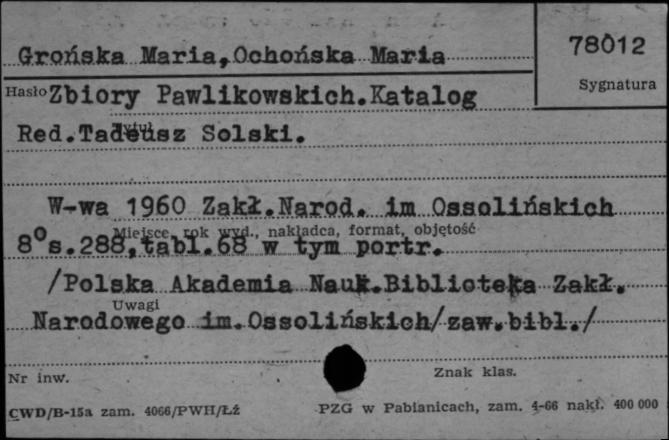 Grońska Maria,Ochońska Maria
78012
Sygnatura
Hasło Zbiory Pawlikowskich.Katalog
Red.Tadeusz Solski.
Tytuł
W-wa 1960 Zakł.Narod. im Ossolińskich
Miejsce, rok wyd., nakładca, format, objętość
8⁰s.288,tabl.68 w tym portr.
/Polska Akademia Nauk.Biblioteka Zakł.
Uwagi
Narodowego im.Ossolińskich/zaw.bibl./
Nr inw.
Znak klas.
CWD/B-15a zam. 4066/PWH/Łź
PZG w Pabianicach, zam. 4-66 nakł. 400 000